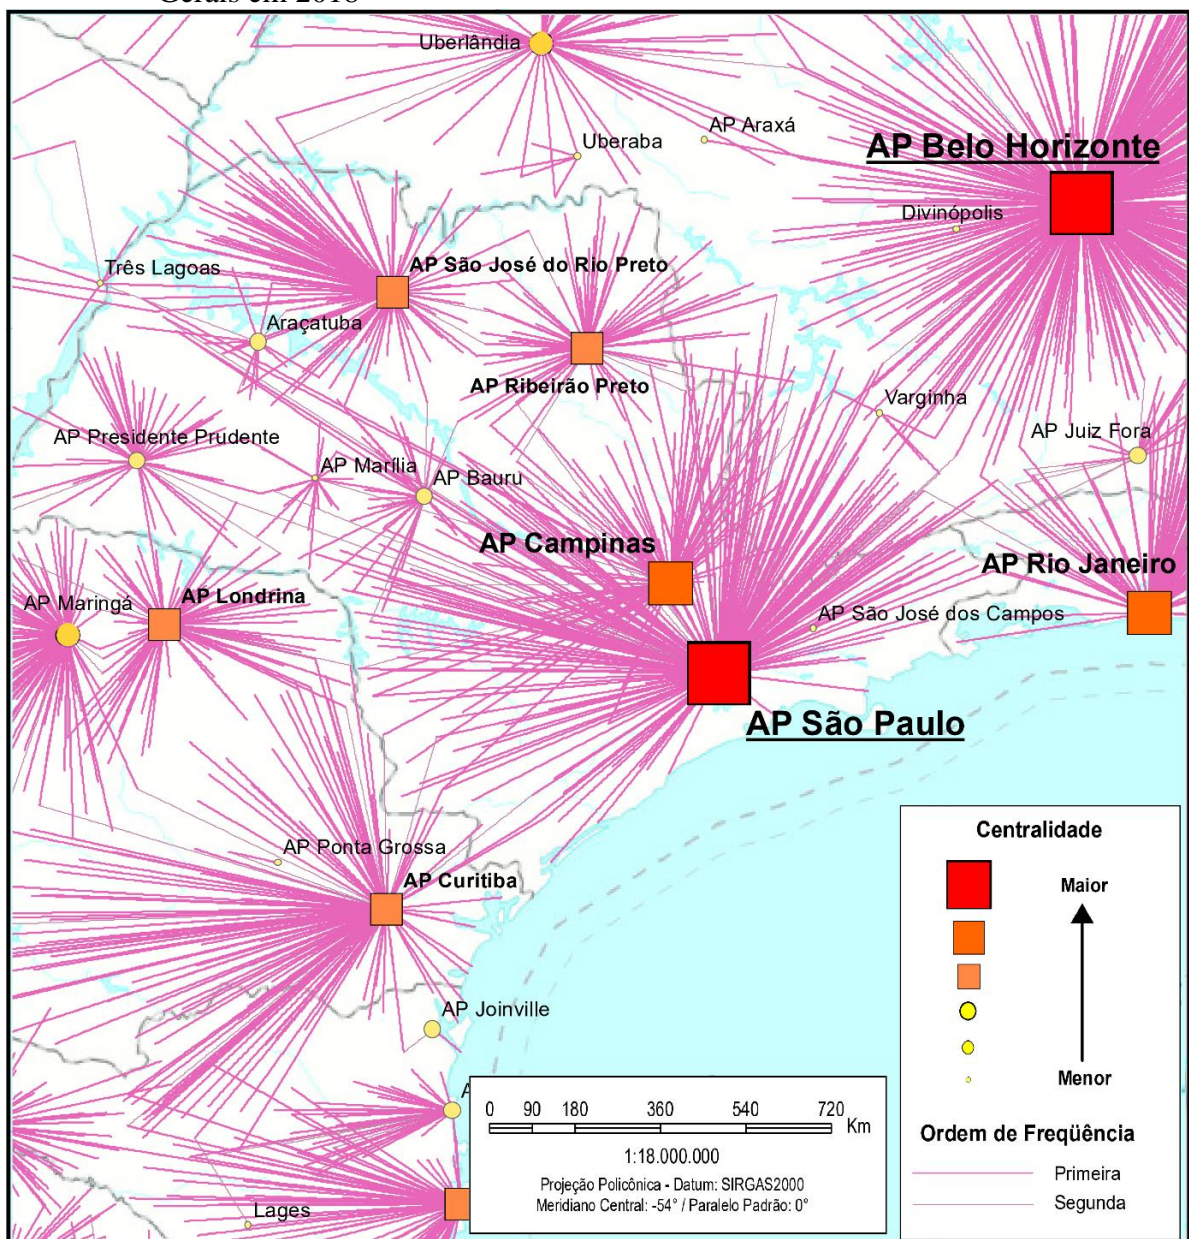 Gerais em 2018
Uberlândia
AP Araxá
Uberaba
AP Belo Horizonte
Divinópolis
Três Lagoas
AP São José do Rio Preto
Araçatuba
AP Ribeirão Preto
Varginha
AP Juiz Fora
AP Presidente Prudente
AP Marília
AP Bauru
AP Campinas
AP Rio Janeiro
AP Maringá
AP Londrina
AP São José dos Campos
AP São Paulo
AP Ponta Grossa
AP Curitiba
AP Joinville
Lages
0 90 180 360 540 720
Km
1:18.000.000
Projeção Policônica - Datum: SIRGAS2000
Meridiano Central: -54° / Paralelo Padrão: 0°
Centralidade
Maior
Menor
Ordem de Freqüência
Primeira
Segunda